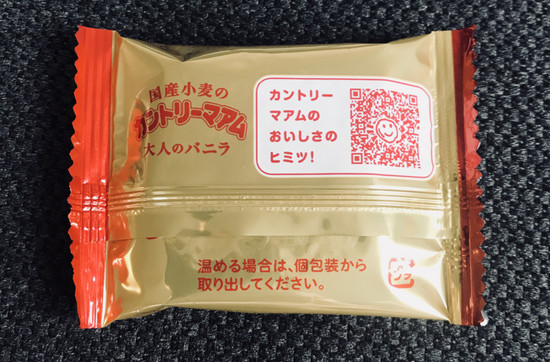 国産小麦の
カントリーマアム
大人のバニラ
カントリー
マアムの
おいしさの
ヒミツ!
温める場合は、個包装から
取り出してください。
プラ